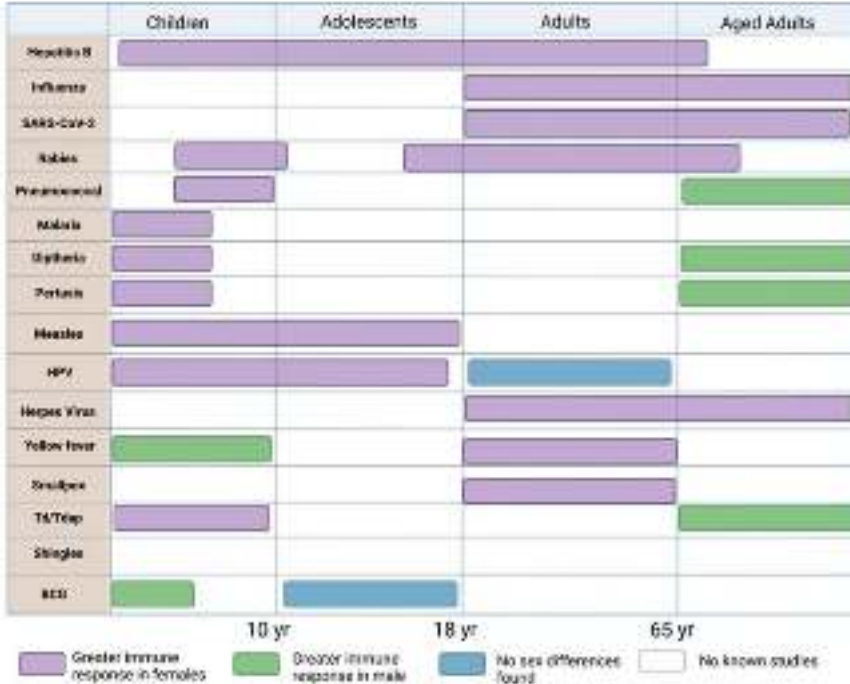 Children Adolescents Adults Aged Adults
Hepatitis B
Influenza
SARS-CoV-2
Rabies
Pneumococcal
Malaria
Diptheria
Pertusis
Measles
HPV
Herpes Virus
Yellow fever
Smallpox
Td/Tdap
Shingles
BCG
10 yr 18 yr 65 yr
Greater immune
response in females
Greater immune
response in male
No sex differences
found
No known studies